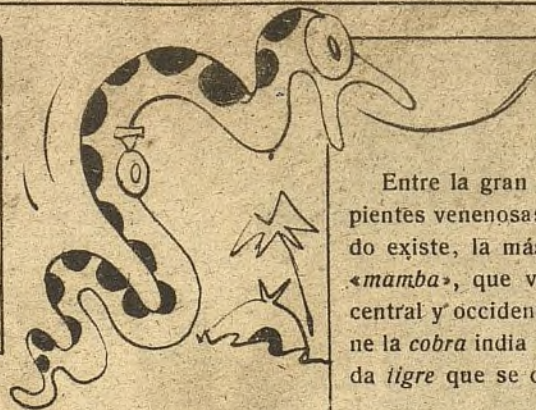 Entre la gran
pientes venenosas
do existe, la más
«mamba», que v
central y occiden
ne la cobra india
da tigre que se c